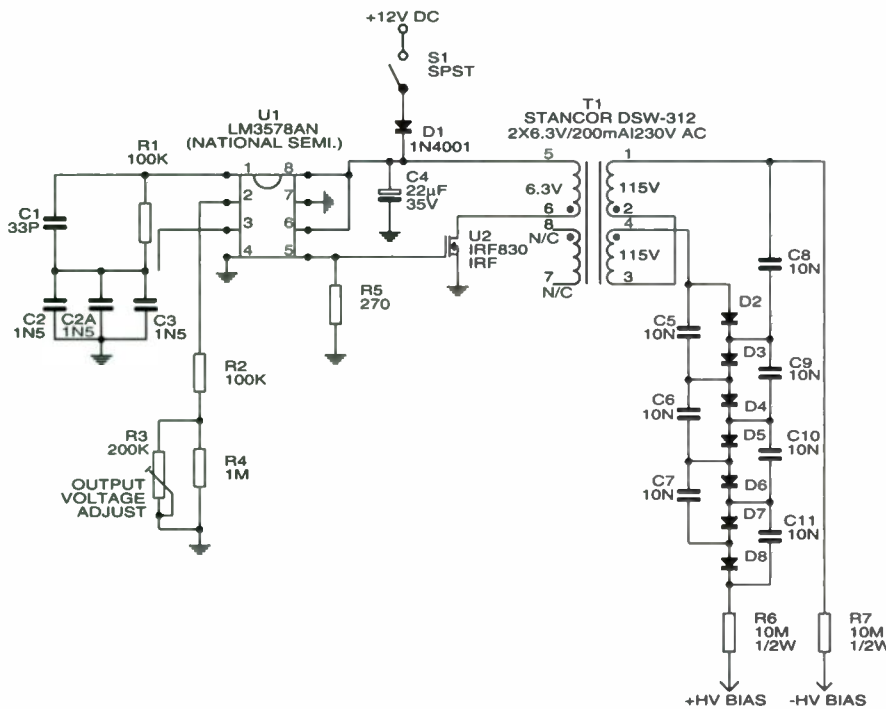 +12V DC
S1
SPST
U1
LM3578AN
(NATIONAL SEMI.)
D1
1N4001
T1
STANCOR DSW-312
2X6.3V/200mAI230V AC
R1
100K
C1
33P
1
2
3
4
8
7
6
5
C4
22µF
35V
5
6.3V
6
8
N/C
7
N/C
1
115V
2
4
115V
3
U2
IRF830
IRF
R5
270
C2
1N5
C2A
1N5
C3
1N5
R2
100K
R3
200K
R4
1M
OUTPUT
VOLTAGE
ADJUST
C5
10N
C6
10N
C7
10N
D2
D3
D4
D5
D6
D7
D8
C8
10N
C9
10N
C10
10N
C11
10N
R6
10M
1/2W
R7
10M
1/2W
+HV BIAS
-HV BIAS